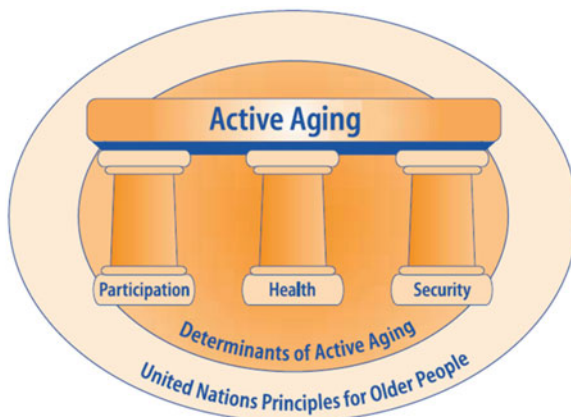 Active Aging
Participation
Health
Security
Determinants of Active Aging
United Nations Principles for Older People